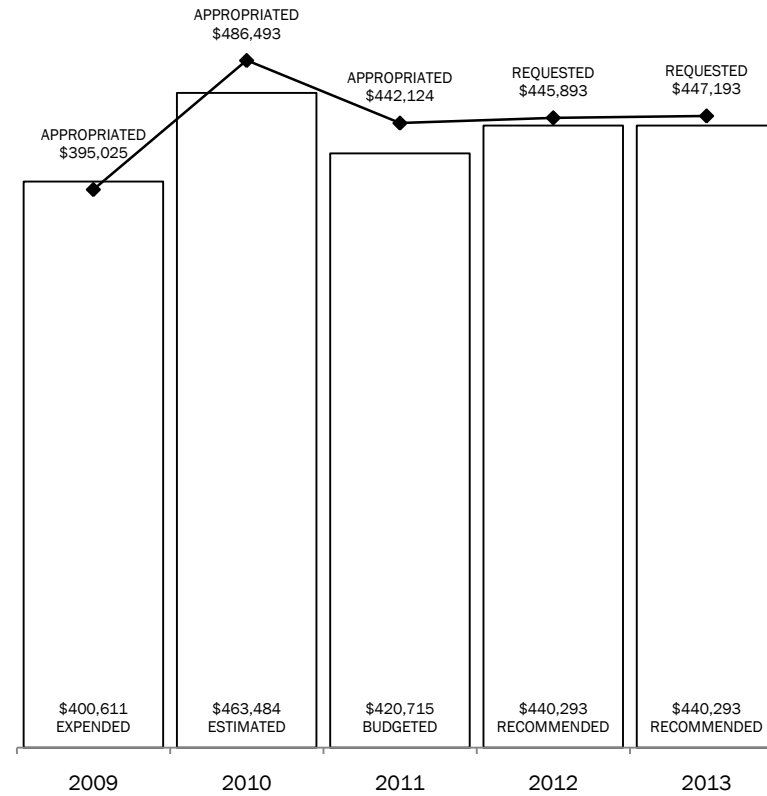 APPROPRIATED
$486,493
APPROPRIATED
$442,124
REQUESTED
$445,893
REQUESTED
$447,193
APPROPRIATED
$395,025
$400,611
EXPENDED
$463,484
ESTIMATED
$420,715
BUDGETED
$440,293
RECOMMENDED
$440,293
RECOMMENDED
2009
2010
2011
2012
2013